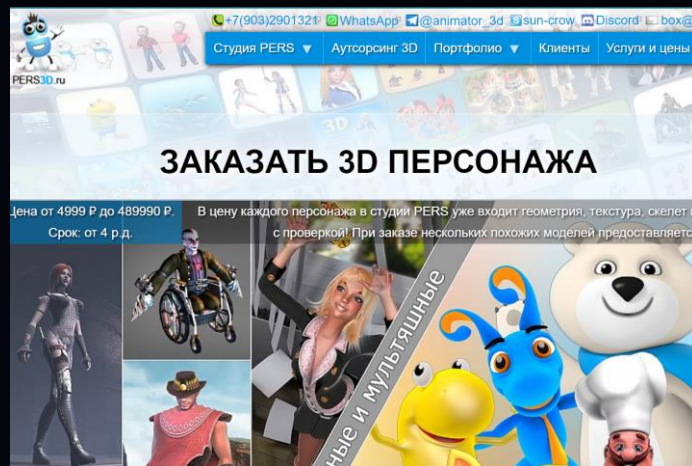 +7(903)2901321 WhatsApp @animator_3d sun-crow Discord box@
PERS3D.ru
Студия PERS ▼ Аутсорсинг 3D Портфолио ▼ Клиенты Услуги и цены
ЗАКАЗАТЬ 3D ПЕРСОНАЖА
Цена от 4999 ₽ до 489990 ₽.
Срок: от 4 р.д.
В цену каждого персонажа в студии PERS уже входит геометрия, текстура, скелет
с проверкой! При заказе нескольких похожих моделей предоставляетс
ные и мультяшные